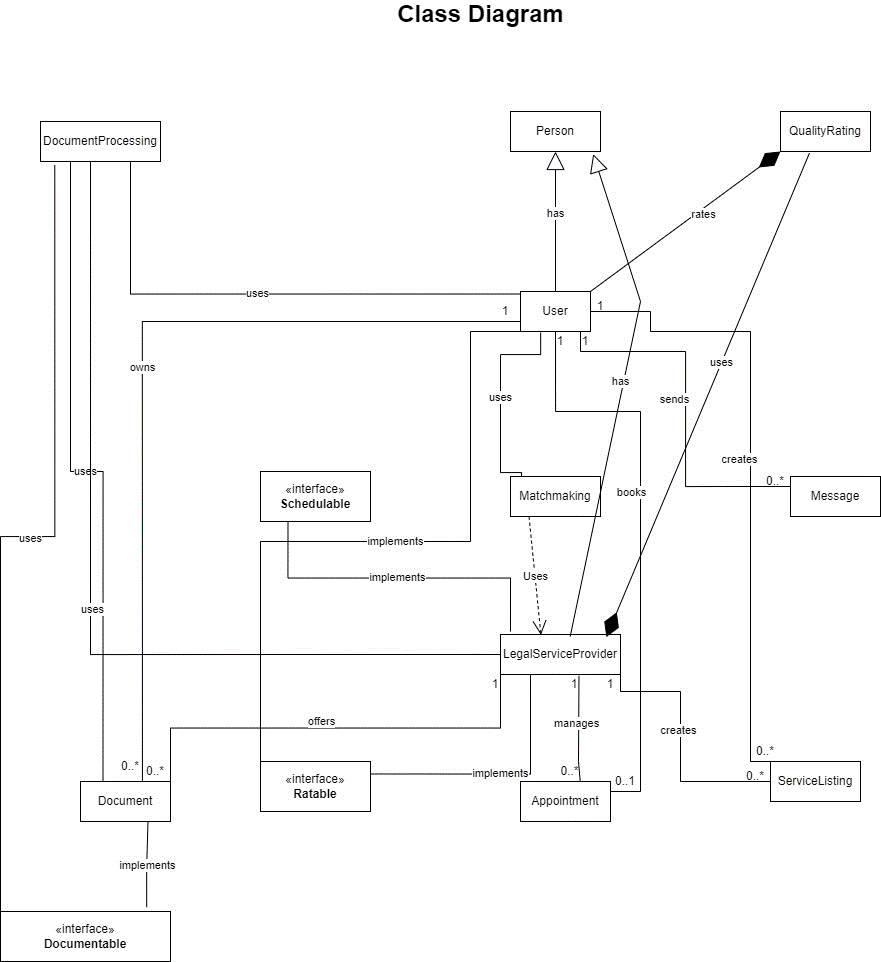 Class Diagram
DocumentProcessing
Person
QualityRating
has
rates
uses
User
1
1
1
1
owns
uses
has
uses
sends
creates
«interface»
Schedulable
Matchmaking
books
0..*
Message
uses
uses
implements
implements
Uses
uses
LegalServiceProvider
1
1
1
offers
manages
creates
0..*
0..*
0..*
0..*
0..*
0..1
implements
«interface»
Ratable
Document
Appointment
ServiceListing
implements
«interface»
Documentable